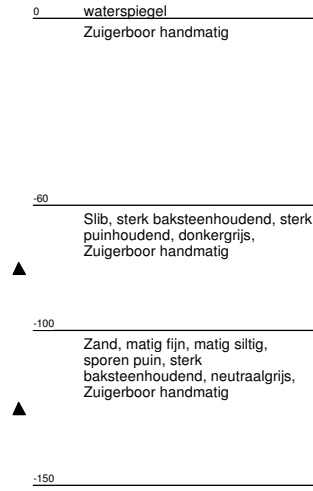 0 waterspiegel
Zuigerboor handmatig
-60
Slib, sterk baksteenhoudend, sterk
puinhoudend, donkergrijs,
Zuigerboor handmatig
-100
Zand, matig fijn, matig siltig,
sporen puin, sterk
baksteenhoudend, neutraalgrijs,
Zuigerboor handmatig
-150